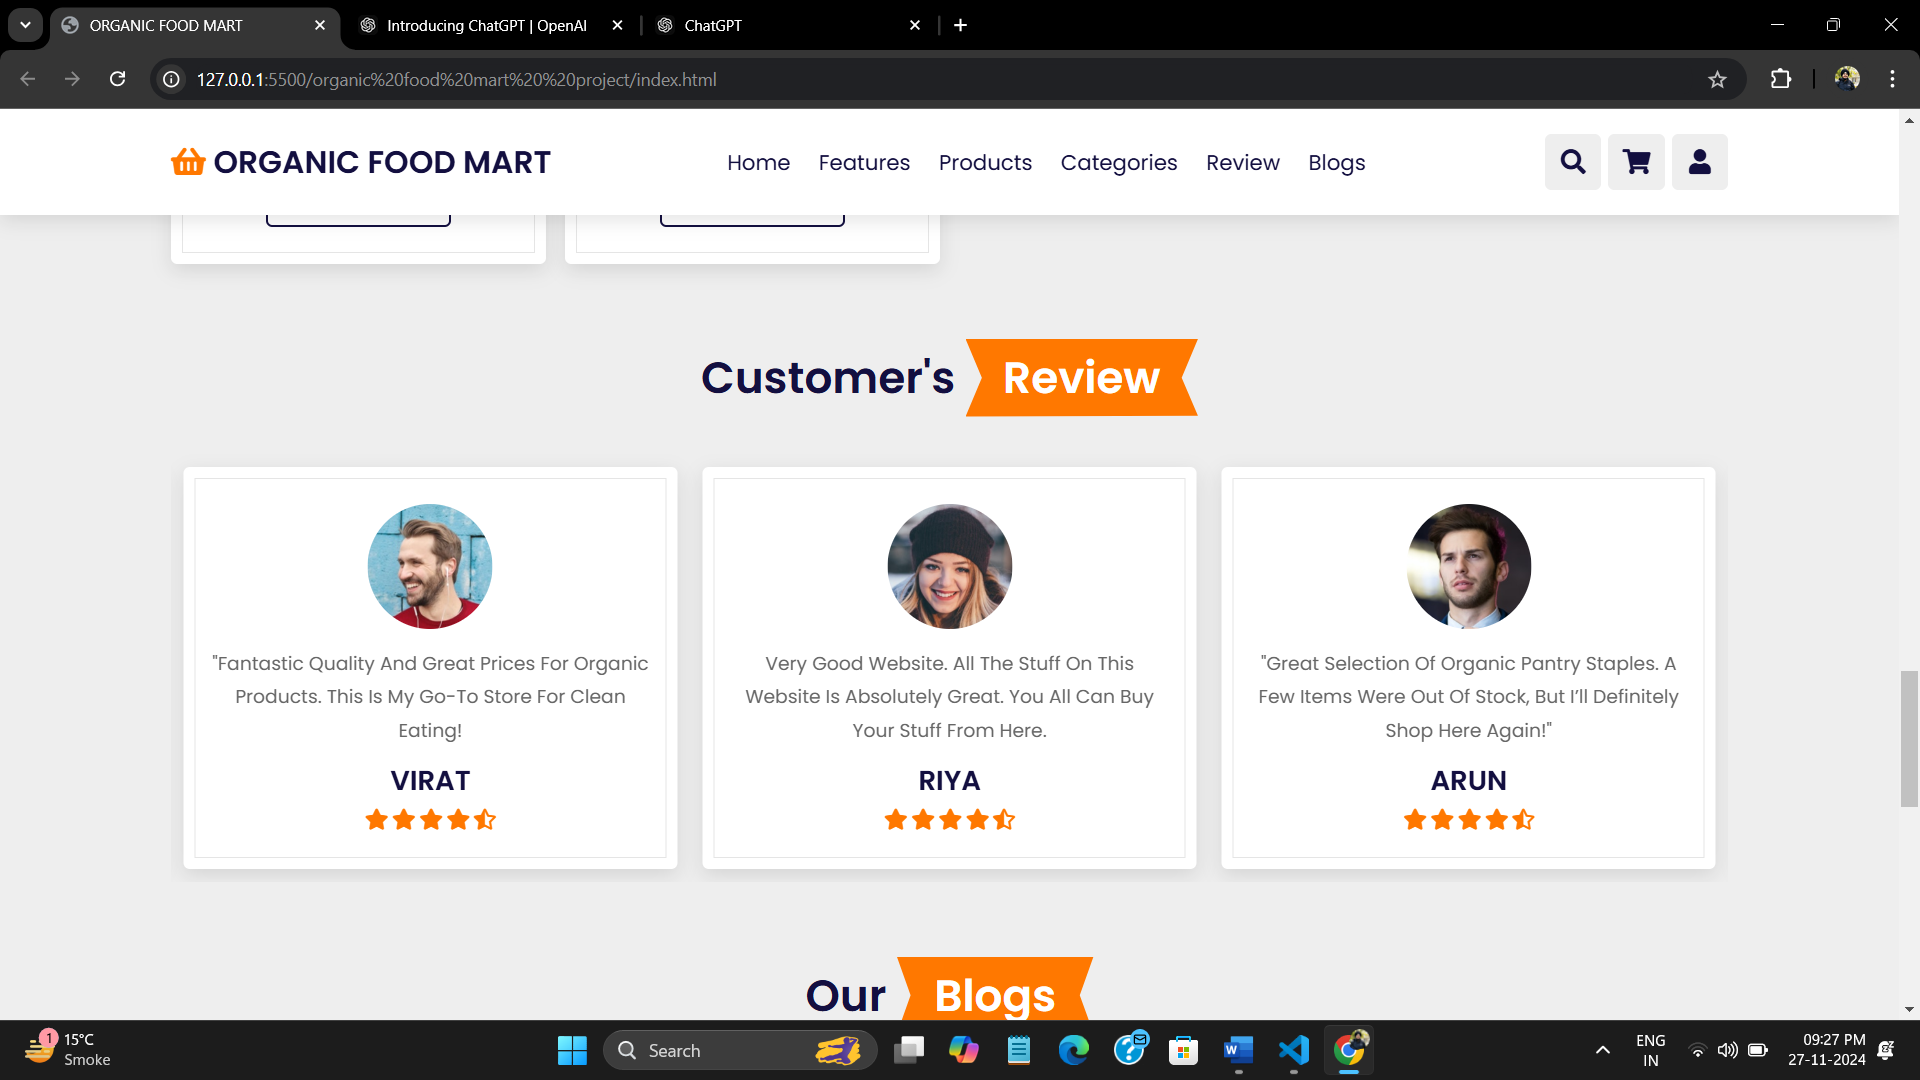 ORGANIC FOOD MART
Introducing ChatGPT | OpenAI
ChatGPT
127.0.0.1:5500/organic%20food%20mart%20%20project/index.html
ORGANIC FOOD MART
Home Features Products Categories Review Blogs
Customer's Review
"Fantastic Quality And Great Prices For Organic
Products. This Is My Go-To Store For Clean
Eating!
VIRAT
Very Good Website. All The Stuff On This
Website Is Absolutely Great. You All Can Buy
Your Stuff From Here.
RIYA
"Great Selection Of Organic Pantry Staples. A
Few Items Were Out Of Stock, But I’ll Definitely
Shop Here Again!"
ARUN
Our Blogs
1
15°C
Smoke
Search
W
ENG
IN
09:27 PM
27-11-2024